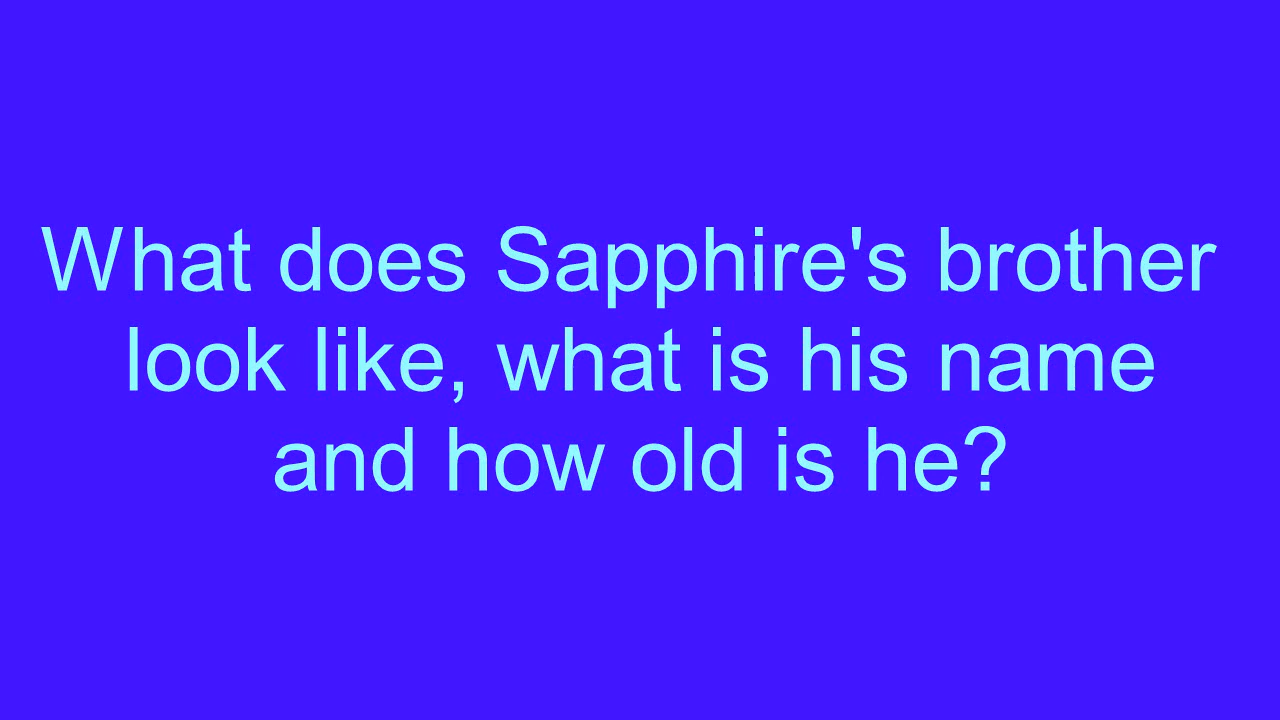 What does Sapphire's brother
look like, what is his name
and how old is he?